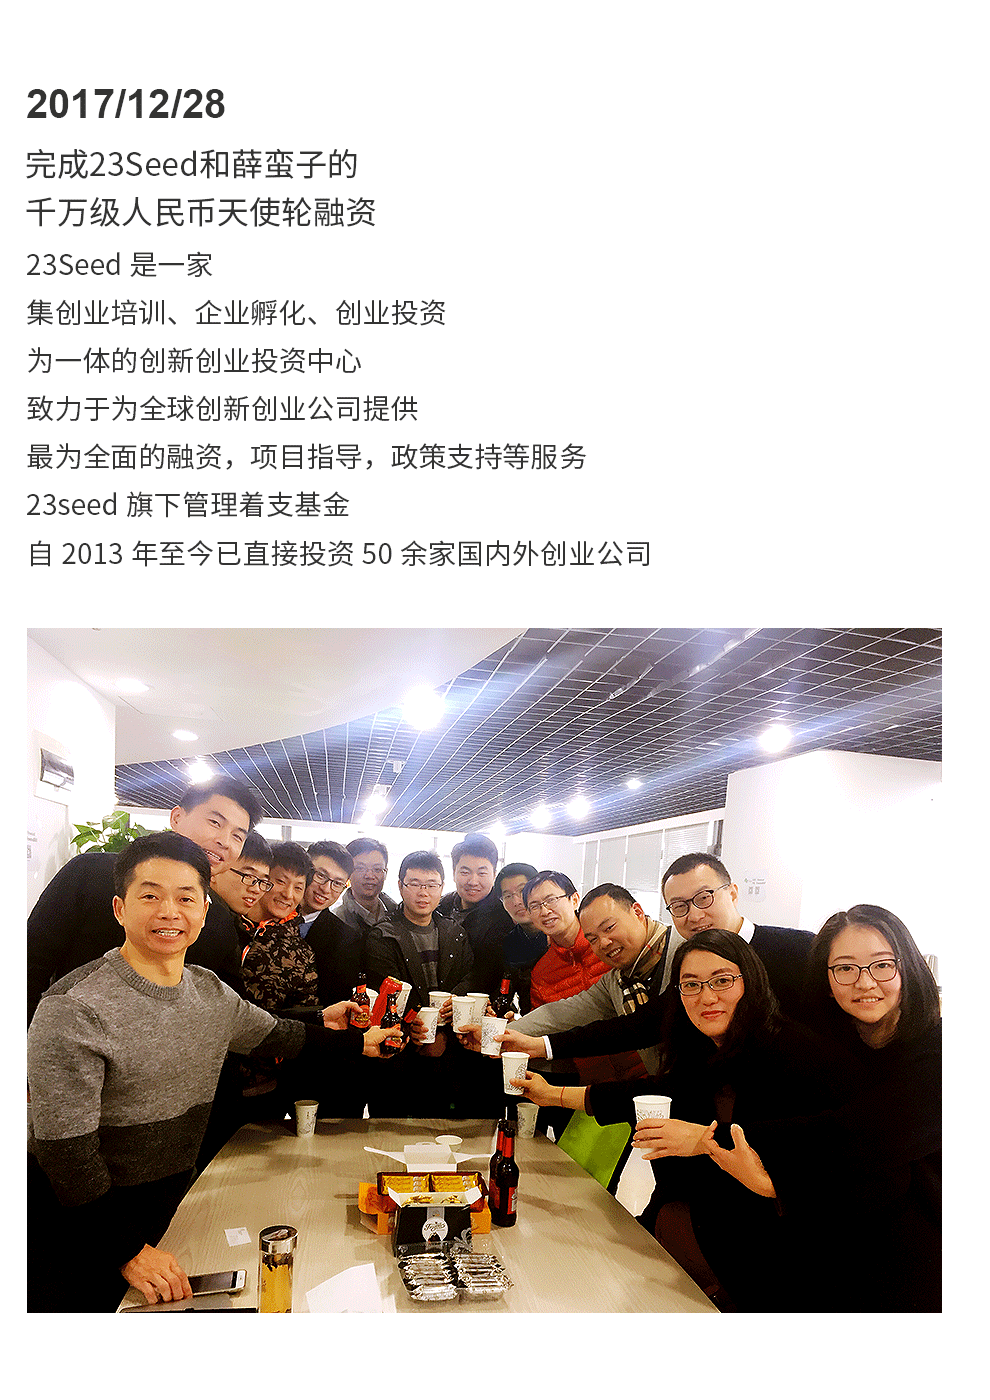 2017/12/28
完成23Seed和薛蛮子的
千万级人民币天使轮融资
23Seed 是一家
集创业培训、企业孵化、创业投资
为一体的创新创业投资中心
致力于为全球创新创业公司提供
最为全面的融资，项目指导，政策支持等服务
23seed 旗下管理着支基金
自 2013 年至今已直接投资 50 余家国内外创业公司